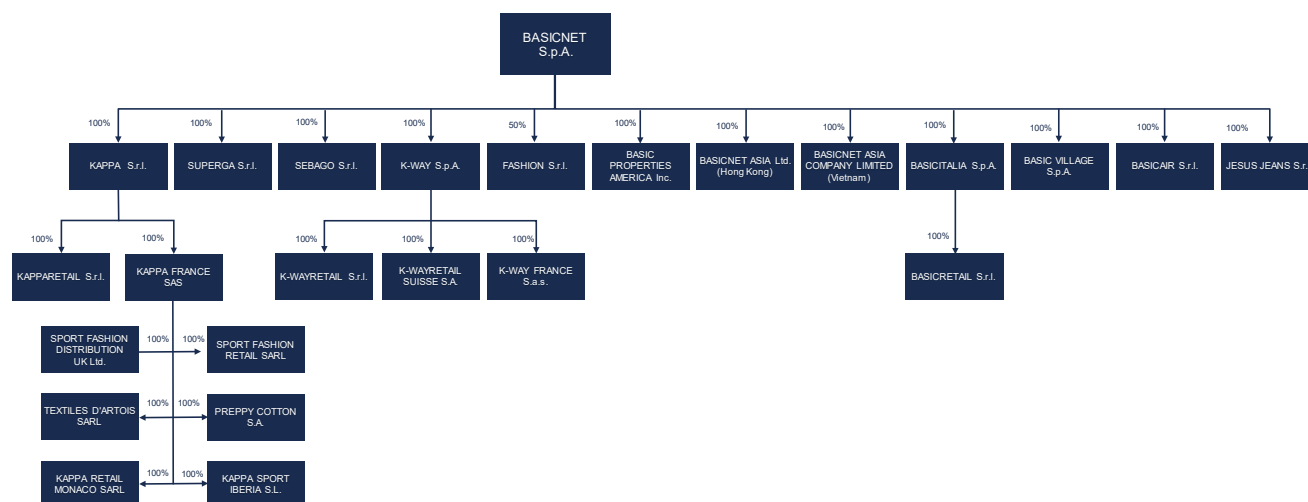 BASICNET
S.p.A.
100%
100%
100%
100%
50%
100%
100%
100%
100%
100%
100%
100%
KAPPA S.r.l.
SUPERGA S.r.l.
SEBAGO S.r.l.
K-WAY S.p.A.
FASHION S.r.l.
BASIC
PROPERTIES
AMERICA Inc.
BASICNET ASIA Ltd.
(Hong Kong)
BASICNET ASIA
COMPANY LIMITED
(Vietnam)
BASICITALIA S.p.A.
BASIC VILLAGE
S.p.A.
BASICAIR S.r.l.
JESUS JEANS S.r.
100%
100%
100%
100%
100%
100%
KAPPARETAIL S.r.l.
KAPPA FRANCE
SAS
K-WAYRETAIL S.r.l.
K-WAYRETAIL
SUISSE S.A.
K-WAY FRANCE
S.a.s.
BASICRETAIL S.r.l.
SPORT FASHION
DISTRIBUTION
UK Ltd.
100%
100%
SPORT FASHION
RETAIL SARL
TEXTILES D'ARTOIS
SARL
100%
100%
PREPPY COTTON
S.A.
KAPPA RETAIL
MONACO SARL
100%
100%
KAPPA SPORT
IBERIA S.L.